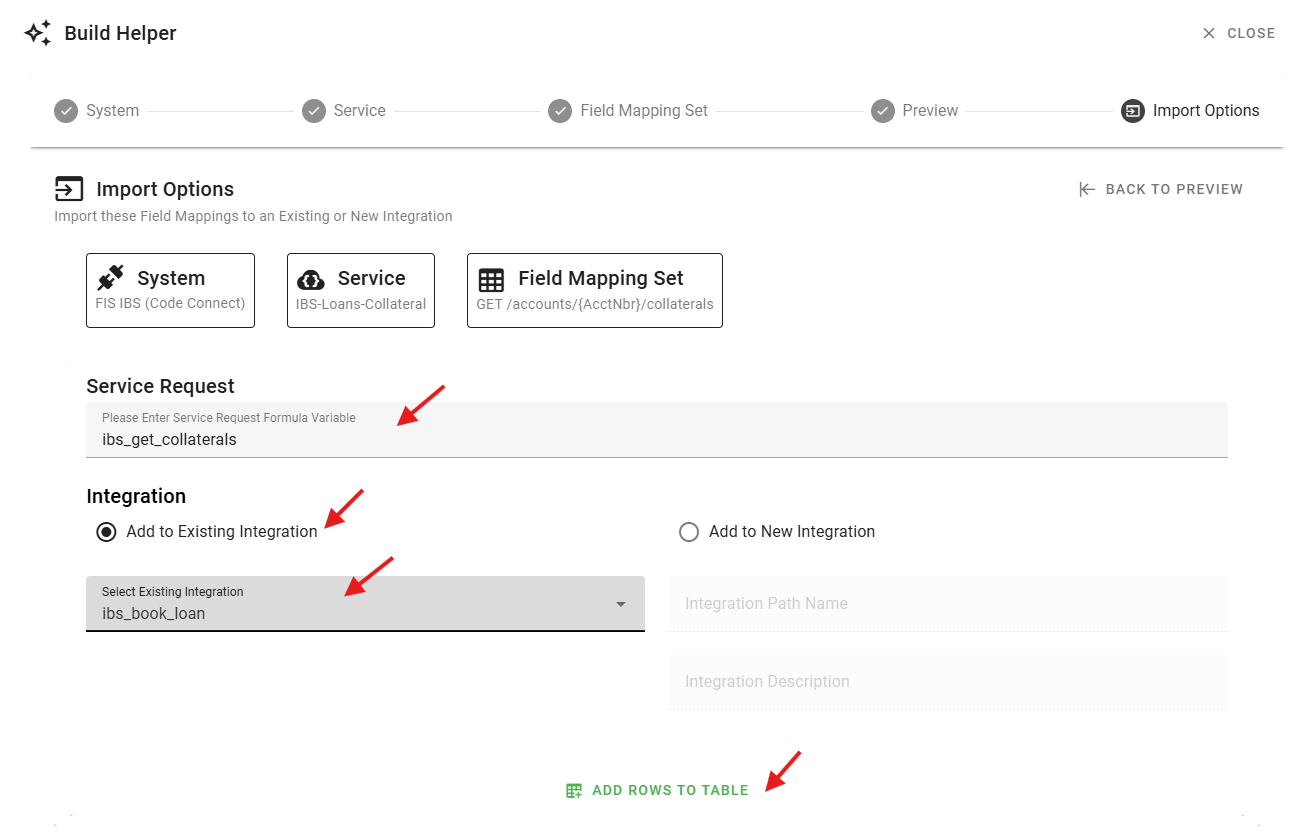 Build Helper
CLOSE
System
Service
Field Mapping Set
Preview
Import Options
Import Options
BACK TO PREVIEW
Import these Field Mappings to an Existing or New Integration
System
FIS IBS (Code Connect)
Service
IBS-Loans-Collateral
Field Mapping Set
GET /accounts/{AcctNbr}/collaterals
Service Request
Please Enter Service Request Formula Variable
ibs_get_collaterals
Integration
Add to Existing Integration
Add to New Integration
Select Existing Integration
ibs_book_loan
Integration Path Name
Integration Description
ADD ROWS TO TABLE